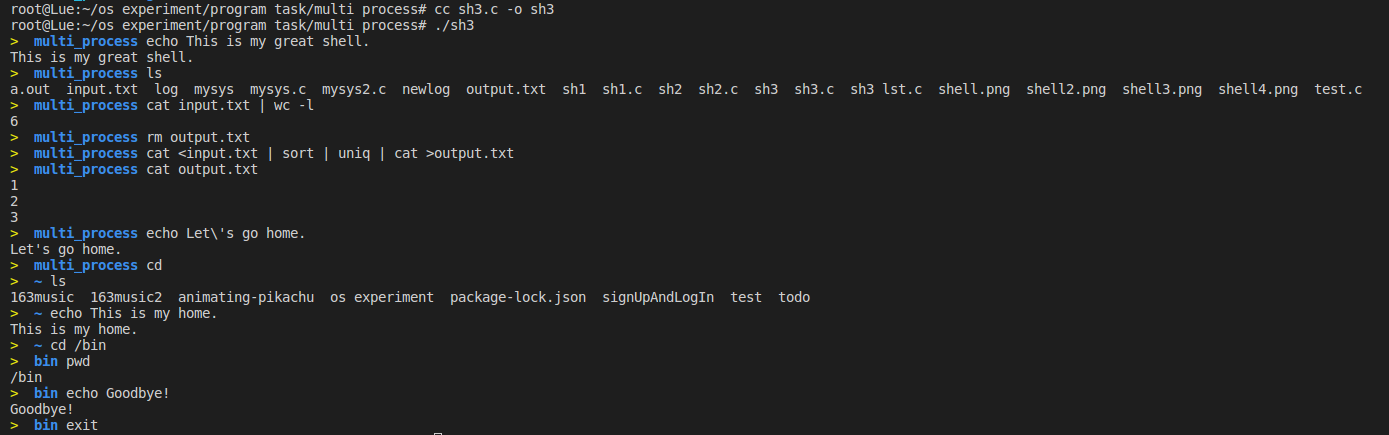 root@Lue:~/os experiment/program task/multi process# cc sh3.c -o sh3
root@Lue:~/os experiment/program task/multi process# ./sh3
>  multi_process echo This is my great shell.
This is my great shell.
>  multi_process ls
a.out  input.txt  log  mysys  mysys.c  mysys2.c  newlog  output.txt  sh1  sh1.c  sh2  sh2.c  sh3  sh3.c  sh3 lst.c  shell.png  shell2.png  shell3.png  shell4.png  test.c
>  multi_process cat input.txt | wc -l
6
>  multi_process rm output.txt
>  multi_process cat <input.txt | sort | uniq | cat >output.txt
>  multi_process cat output.txt
1
2
3
>  multi_process echo Let\'s go home.
Let's go home.
>  multi_process cd
>  ~ ls
163music  163music2  animating-pikachu  os experiment  package-lock.json  signUpAndLogIn  test  todo
>  ~ echo This is my home.
This is my home.
>  ~ cd /bin
>  bin pwd
/bin
>  bin echo Goodbye!
Goodbye!
>  bin exit